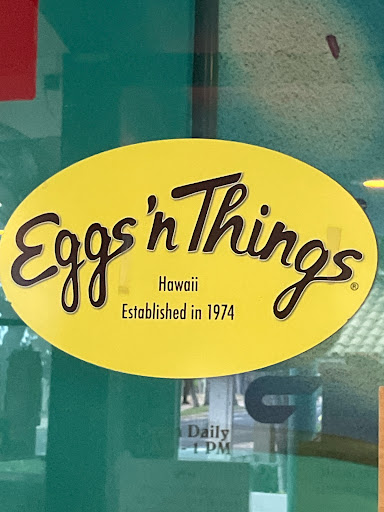 Eggs 'n Things®
Hawaii
Established in 1974
Daily
- 1 PM